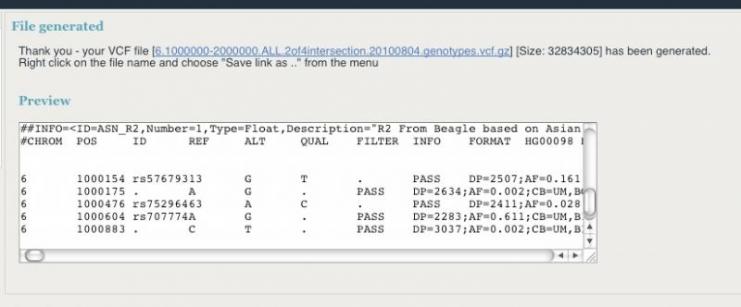 File generated
Thank you - your VCF file [6.1000000-2000000.ALL.2of4intersection.20100804.genotypes.vcf.gz] [Size: 32834305] has been generated.
Right click on the file name and choose "Save link as .." from the menu
Preview
##INFO=<ID=ASN_R2,Number=1,Type=Float,Description="R2 From Beagle based on Asian
#CHROM POS ID REF ALT QUAL FILTER INFO FORMAT HG00098
6 1000154 rs57679313 G T . PASS DP=2507;AF=0.161
6 1000175 . A G . PASS DP=2634;AF=0.002;CB=UM,B
6 1000476 rs75296463 A C . PASS DP=2411;AF=0.028
6 1000604 rs707774A G . PASS DP=2283;AF=0.611;CB=UM,B
6 1000883 . C T . PASS DP=3037;AF=0.002;CB=UM,B